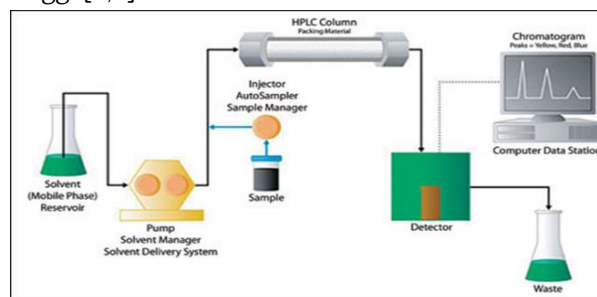 HPLC Column
Packing Material
Chromatogram
Peaks = Yellow, Red, Blue
Injector
AutoSampler
Sample Manager
Computer Data Station
Solvent
(Mobile Phase)
Reservoir
Sample
Pump
Solvent Manager
Solvent Delivery System
Detector
Waste